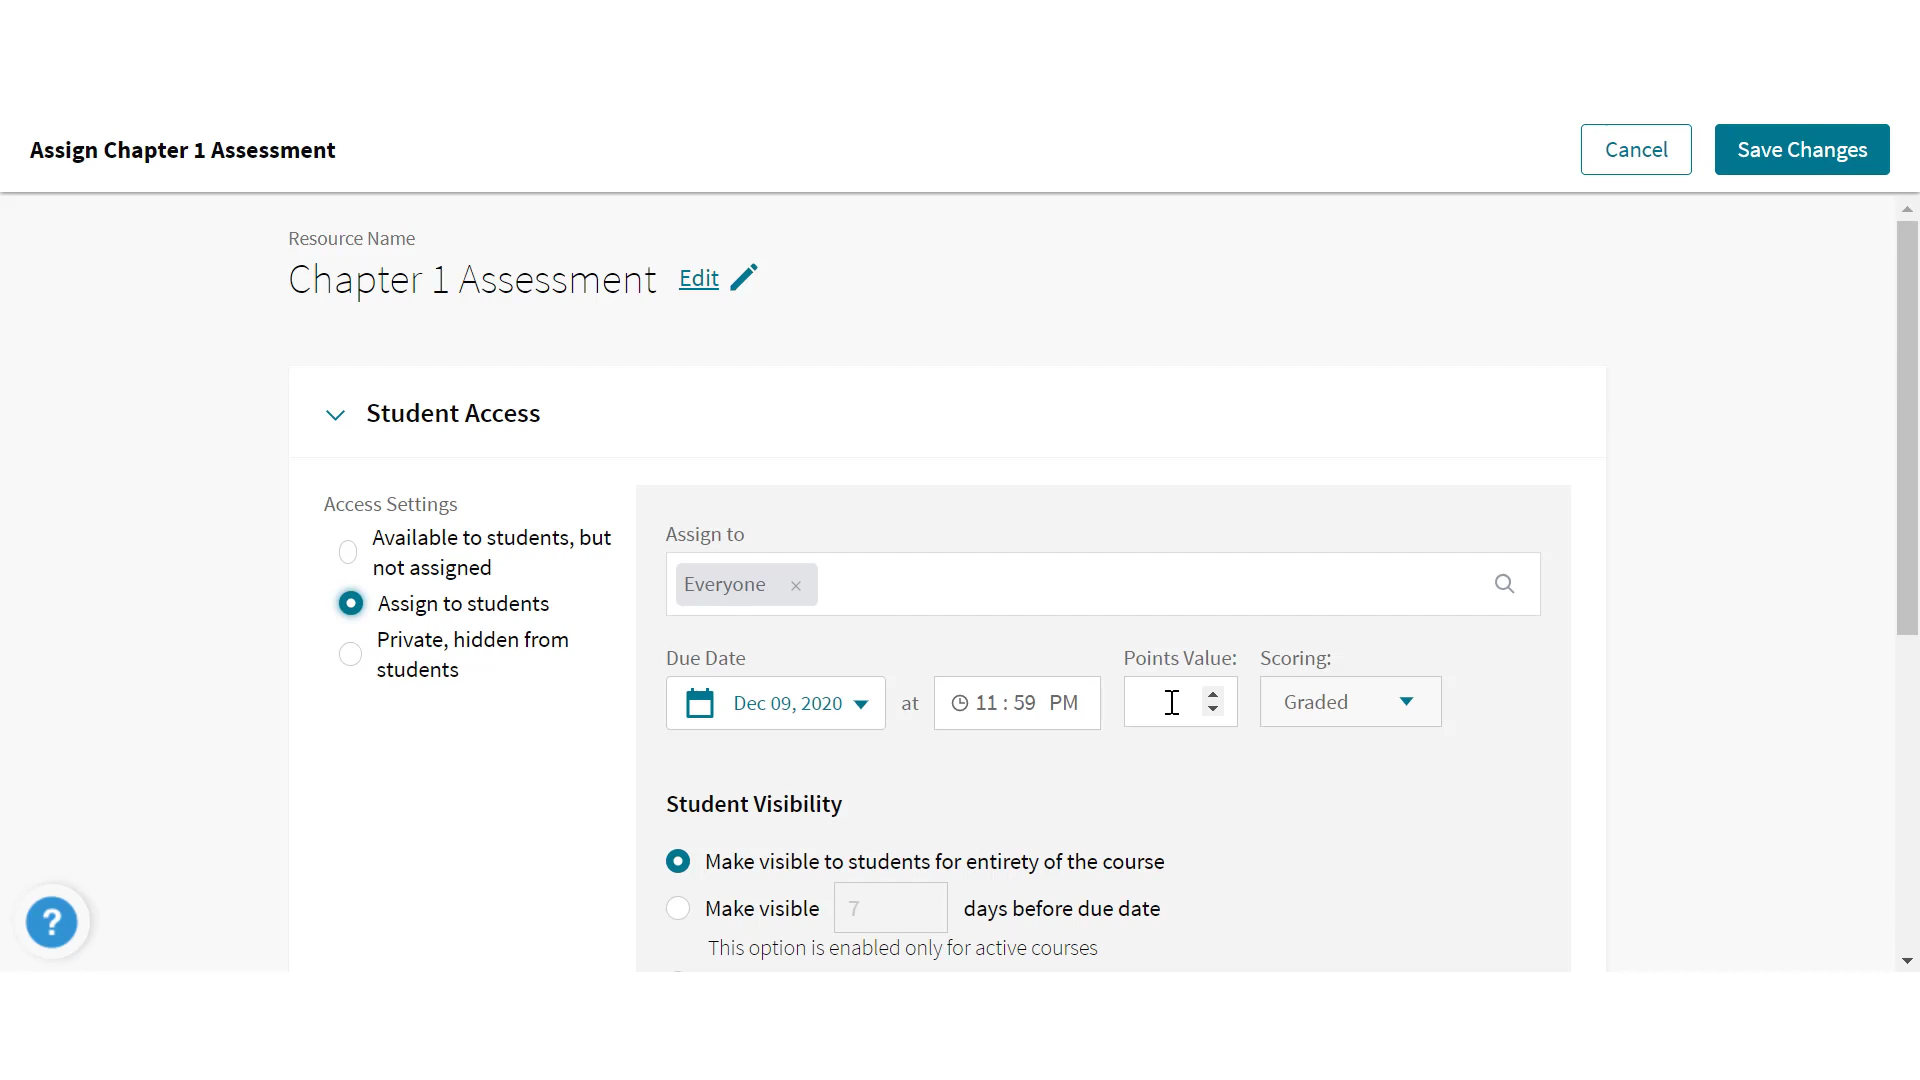 Assign Chapter 1 Assessment
Cancel
Save Changes
Resource Name
Chapter 1 Assessment Edit
Student Access
Access Settings
Available to students, but
not assigned
Assign to students
Private, hidden from
students
Assign to
Everyone ×
Due Date
Points Value:
Scoring:
Dec 09, 2020
at
11 : 59 PM
Graded
Student Visibility
Make visible to students for entirety of the course
Make visible 7 days before due date
This option is enabled only for active courses
?